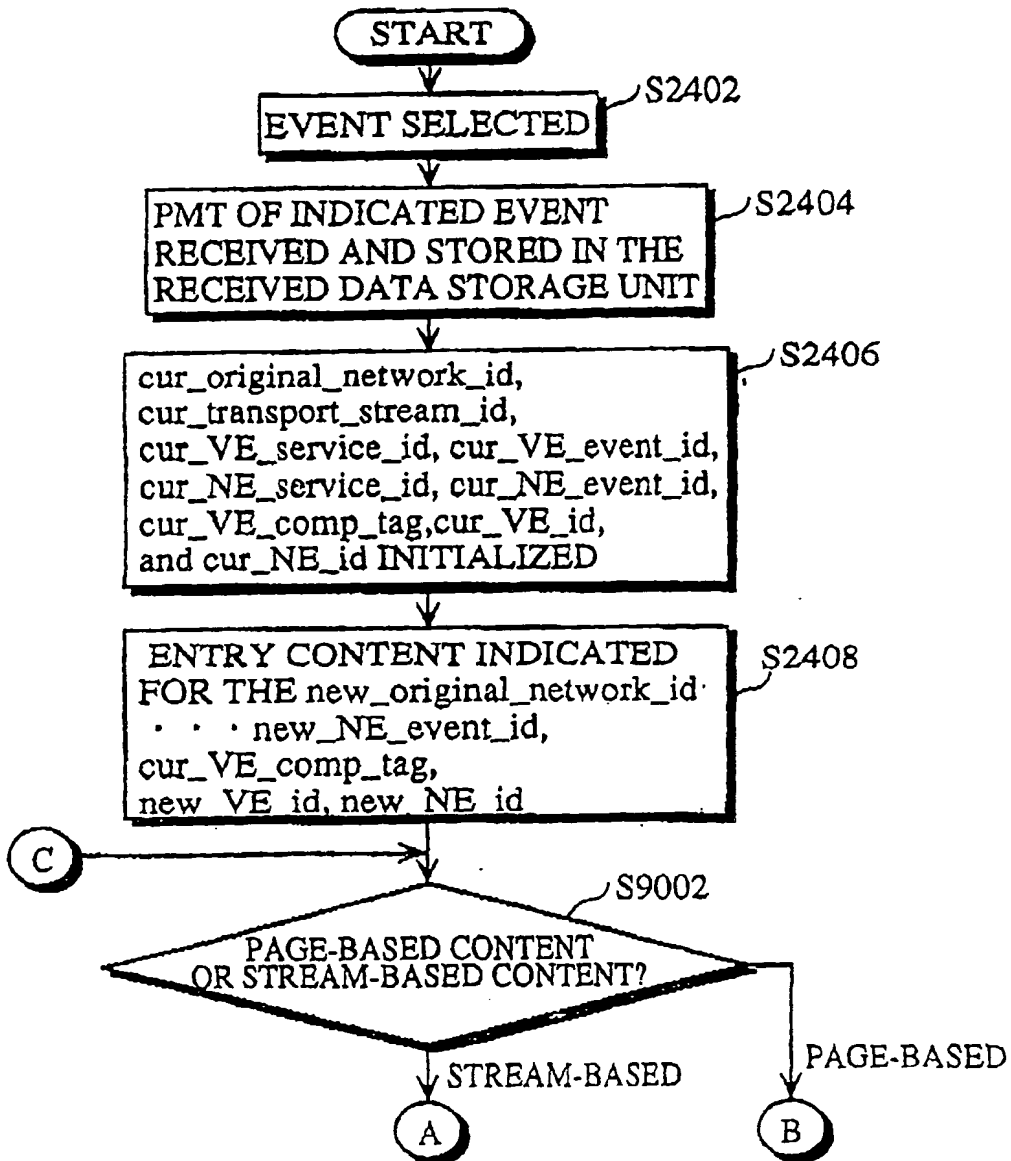 START
S2402
EVENT SELECTED
S2404
PMT OF INDICATED EVENT
RECEIVED AND STORED IN THE
RECEIVED DATA STORAGE UNIT
S2406
cur_original_network_id,
cur_transport_stream_id,
cur_VE_service_id, cur_VE_event_id,
cur_NE_service_id, cur_NE_event_id,
cur_VE_comp_tag,cur_VE_id,
and cur_NE_id INITIALIZED
S2408
ENTRY CONTENT INDICATED
FOR THE new_original_network_id
· · · new_NE_event_id,
cur_VE_comp_tag,
new_VE_id, new_NE_id
C
S9002
PAGE-BASED CONTENT
OR STREAM-BASED CONTENT?
STREAM-BASED
PAGE-BASED
A
B